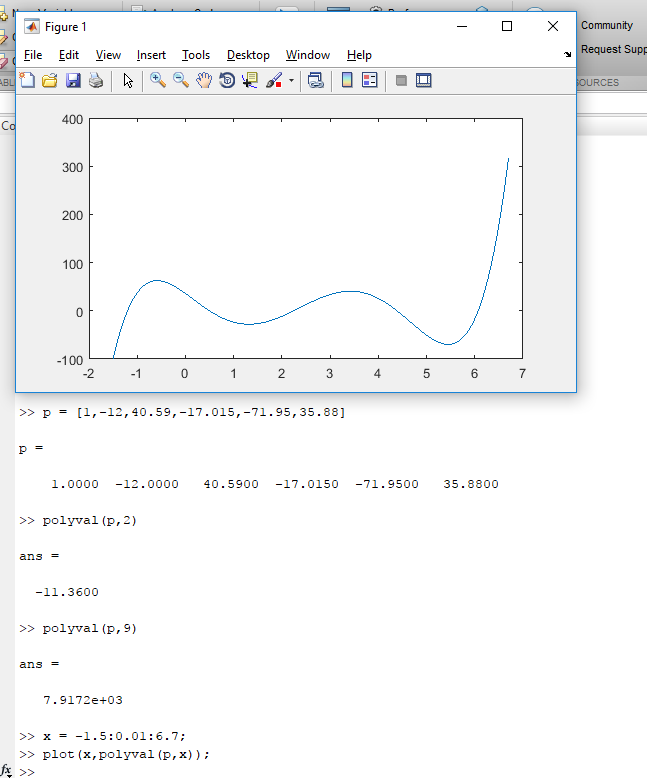 Figure 1
Community
File Edit View Insert Tools Desktop Window Help
Request Supp
OURCES
Co
400
300
200
100
0
-100
-2 -1 0 1 2 3 4 5 6 7
>> p = [1,-12,40.59,-17.015,-71.95,35.88]
p =
1.0000 -12.0000 40.5900 -17.0150 -71.9500 35.8800
>> polyval(p,2)
ans =
-11.3600
>> polyval(p,9)
ans =
7.9172e+03
>> x = -1.5:0.01:6.7;
>> plot(x,polyval(p,x));
fx >>